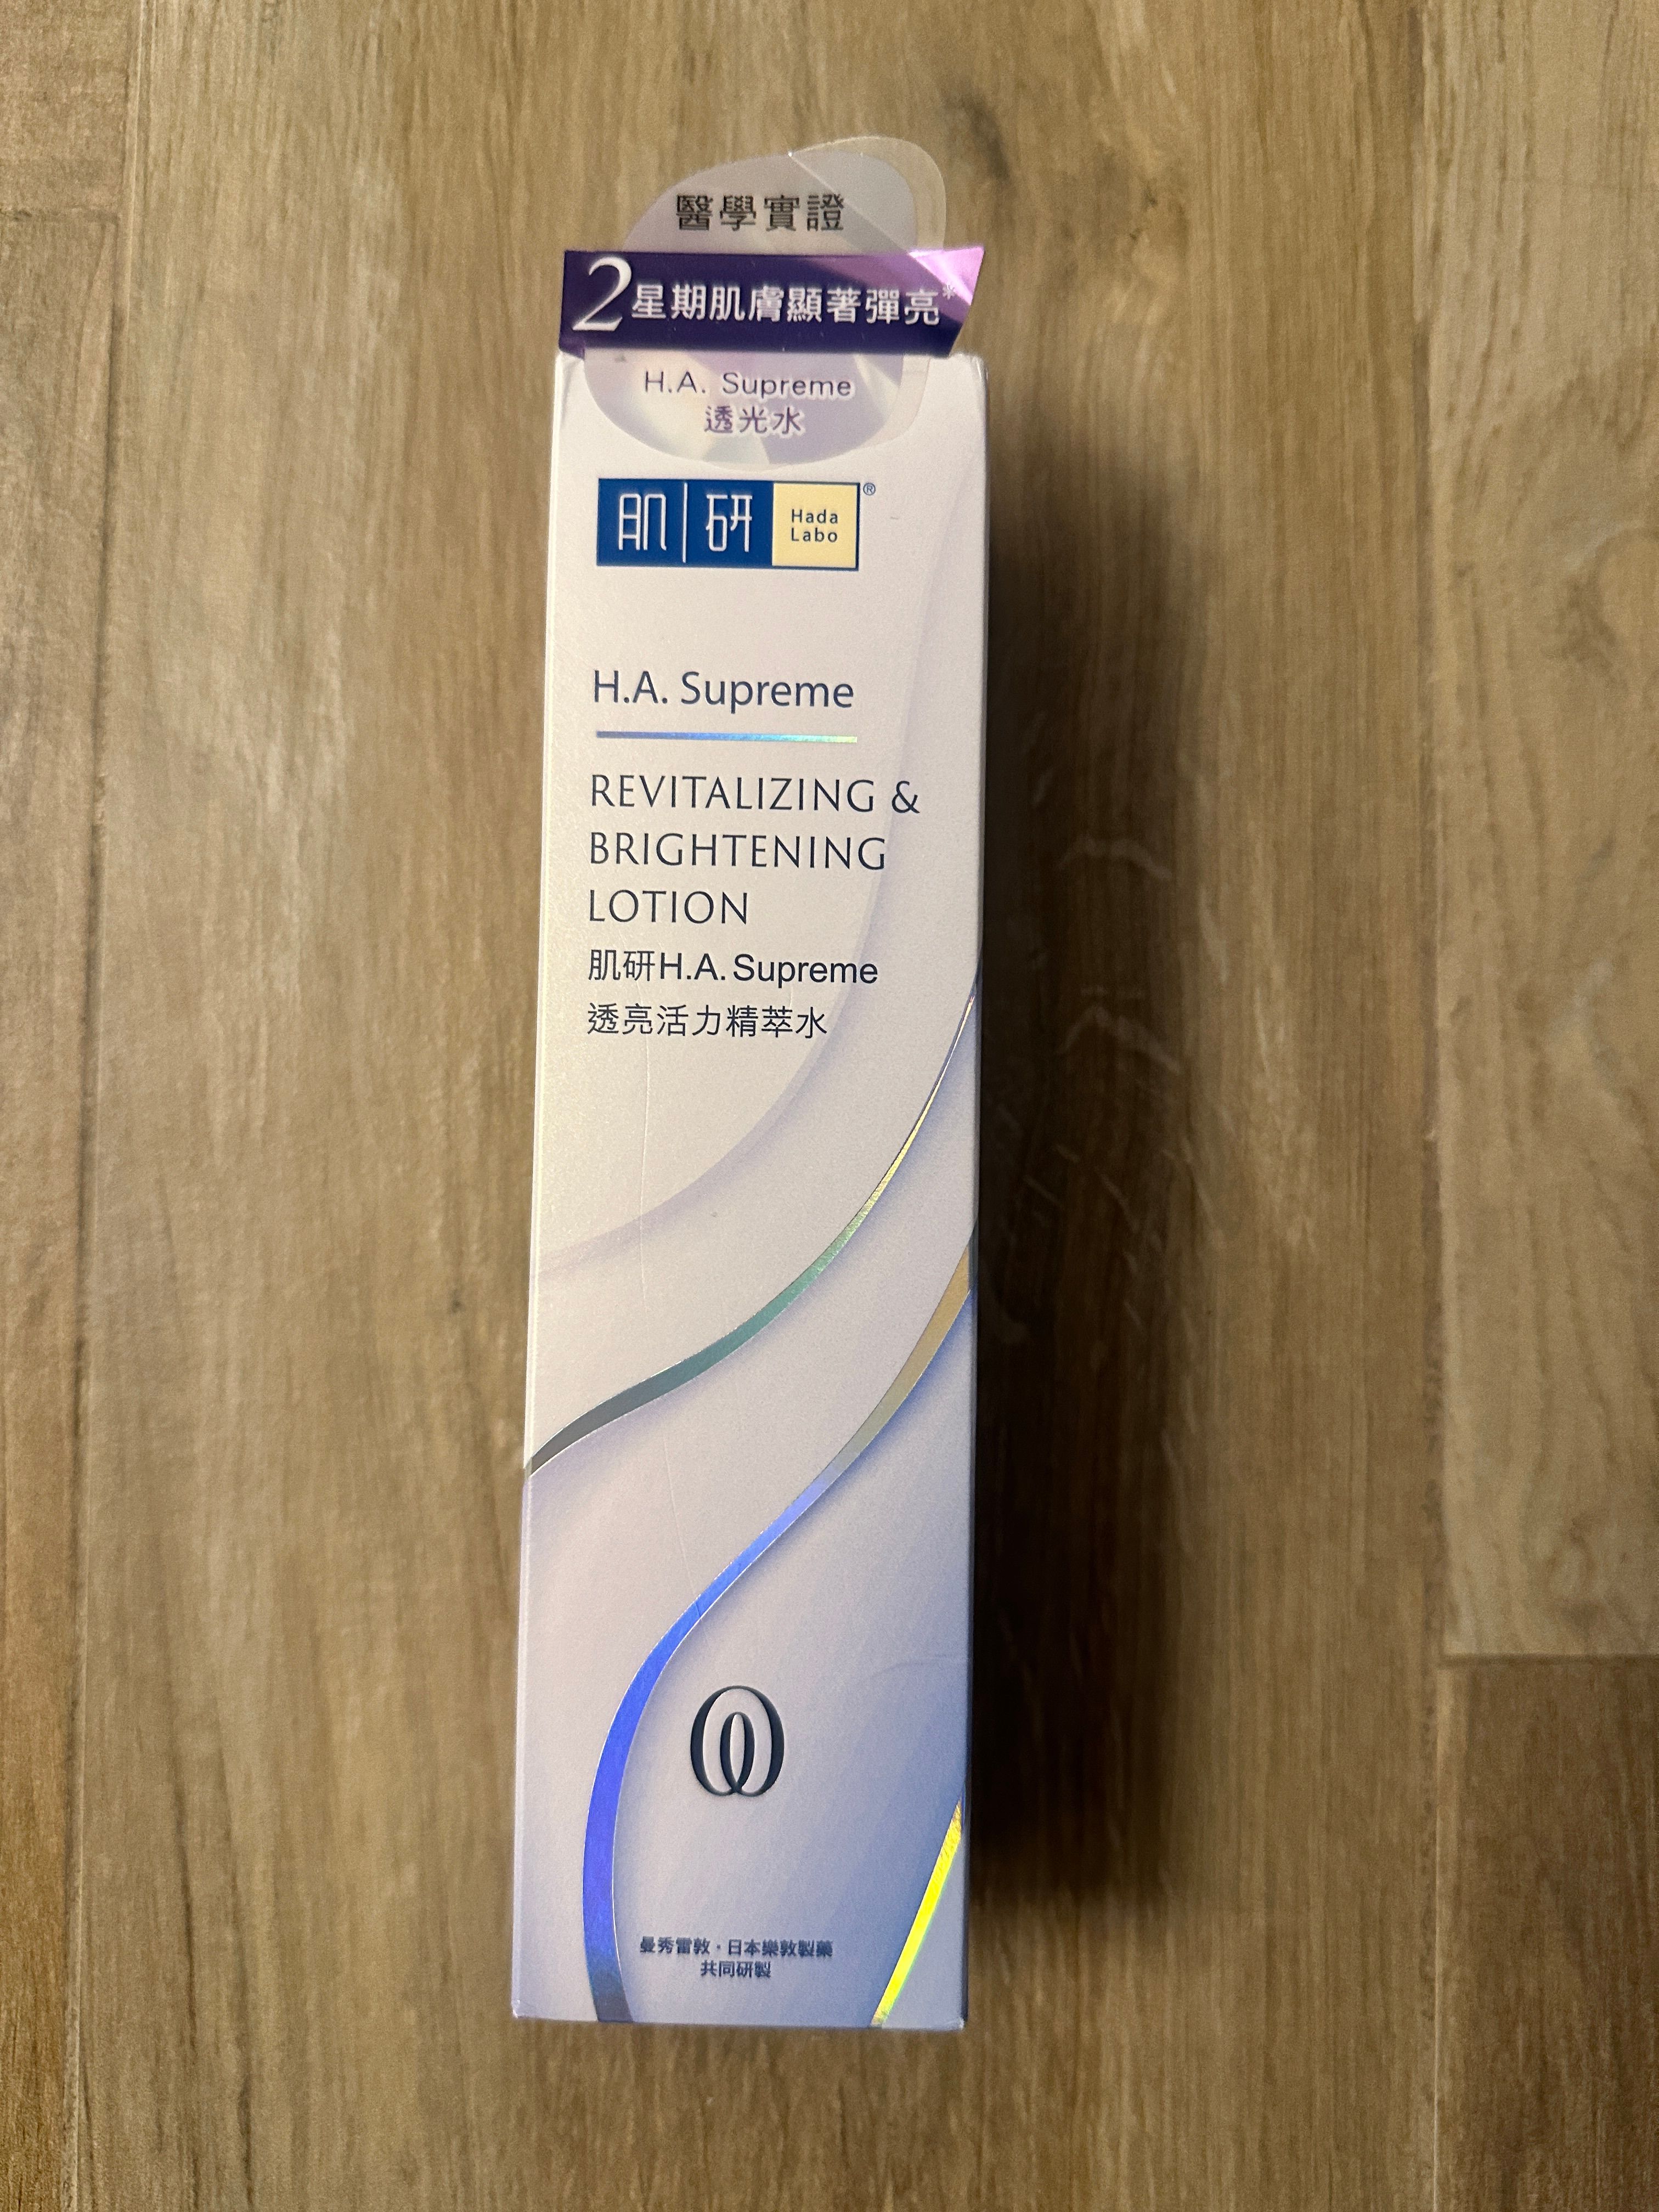 醫學實證
2星期肌膚顯著彈亮*
H.A. Supreme
透光水
肌研 Hada Labo®
H.A. Supreme
REVITALIZING &
BRIGHTENING
LOTION
肌研H.A. Supreme
透亮活力精萃水
曼秀雷敦・日本樂敦製藥
共同研製